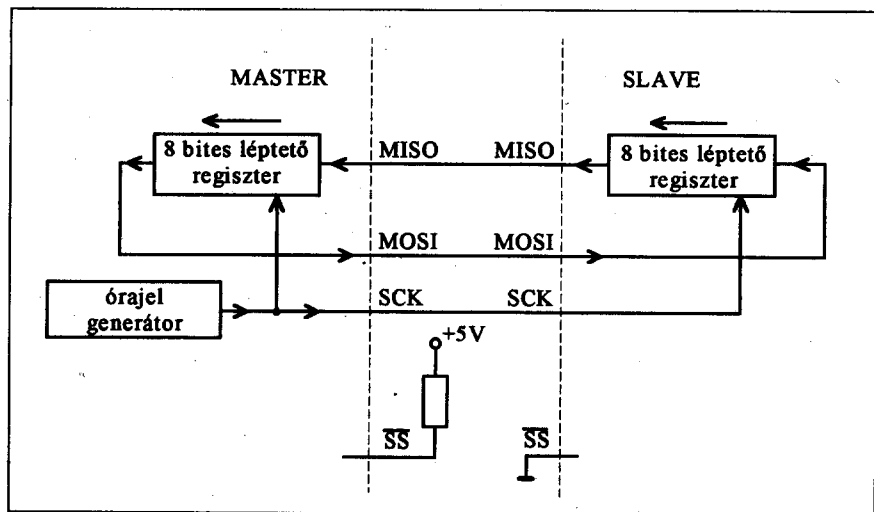 MASTER
SLAVE
8 bites léptető
regiszter
MISO
MISO
8 bites léptető
regiszter
MOSI
MOSI
órajel
generátor
SCK
SCK
+5V
SS
SS